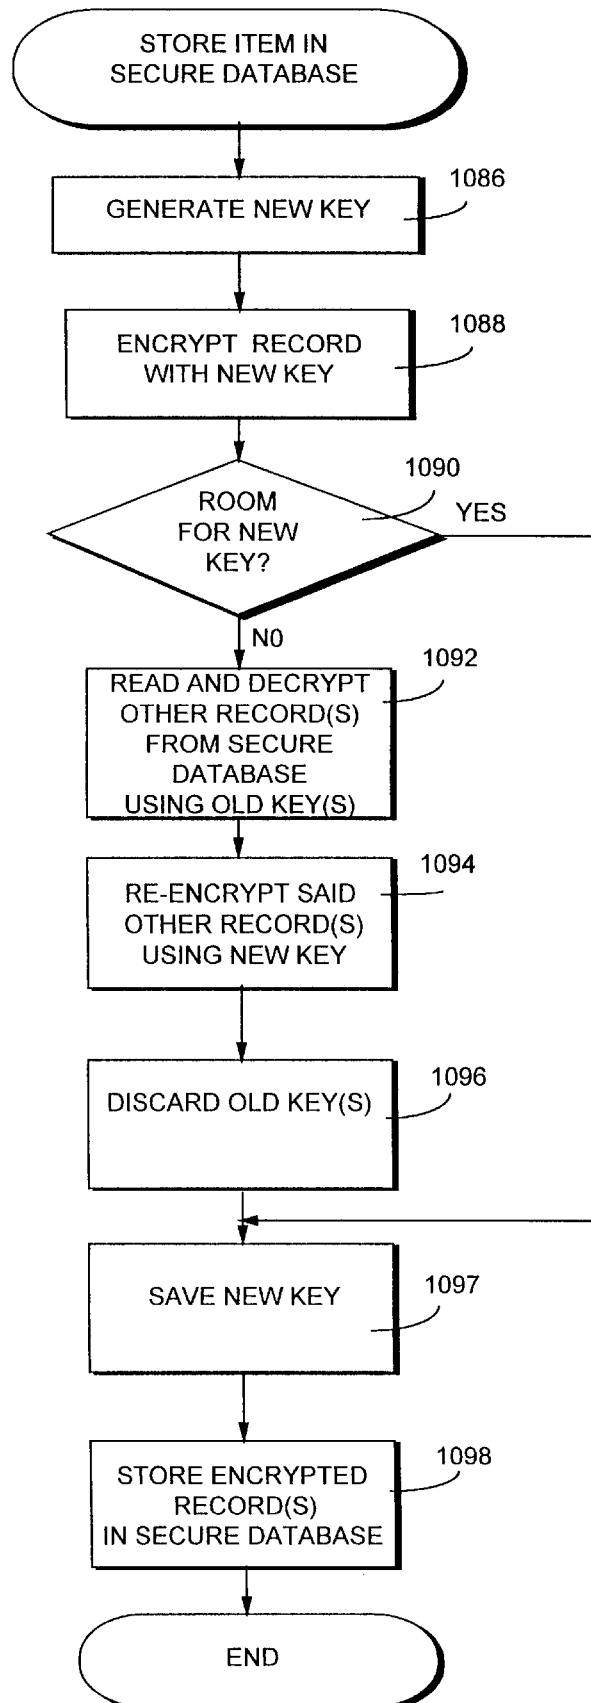 STORE ITEM IN
SECURE DATABASE
1086
GENERATE NEW KEY
1088
ENCRYPT RECORD
WITH NEW KEY
1090
ROOM
FOR NEW
KEY?
YES
NO
1092
READ AND DECRYPT
OTHER RECORD(S)
FROM SECURE
DATABASE
USING OLD KEY(S)
1094
RE-ENCRYPT SAID
OTHER RECORD(S)
USING NEW KEY
1096
DISCARD OLD KEY(S)
1097
SAVE NEW KEY
1098
STORE ENCRYPTED
RECORD(S)
IN SECURE DATABASE
END